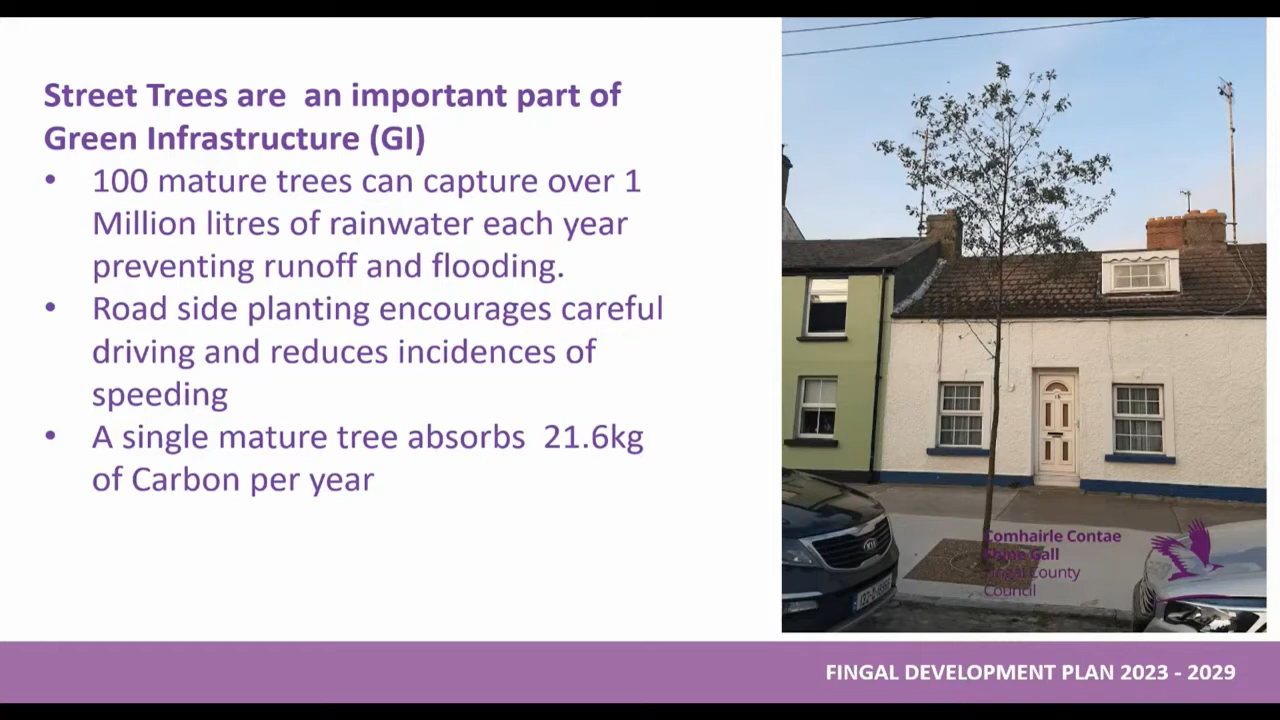 Street Trees are  an important part of
Green Infrastructure (GI)
• 100 mature trees can capture over 1
Million litres of rainwater each year
preventing runoff and flooding.
• Road side planting encourages careful
driving and reduces incidences of
speeding
• A single mature tree absorbs  21.6kg
of Carbon per year
KIA
Comhairle Contae
Fhine Gall
Fingal County
Council
FINGAL DEVELOPMENT PLAN 2023 - 2029